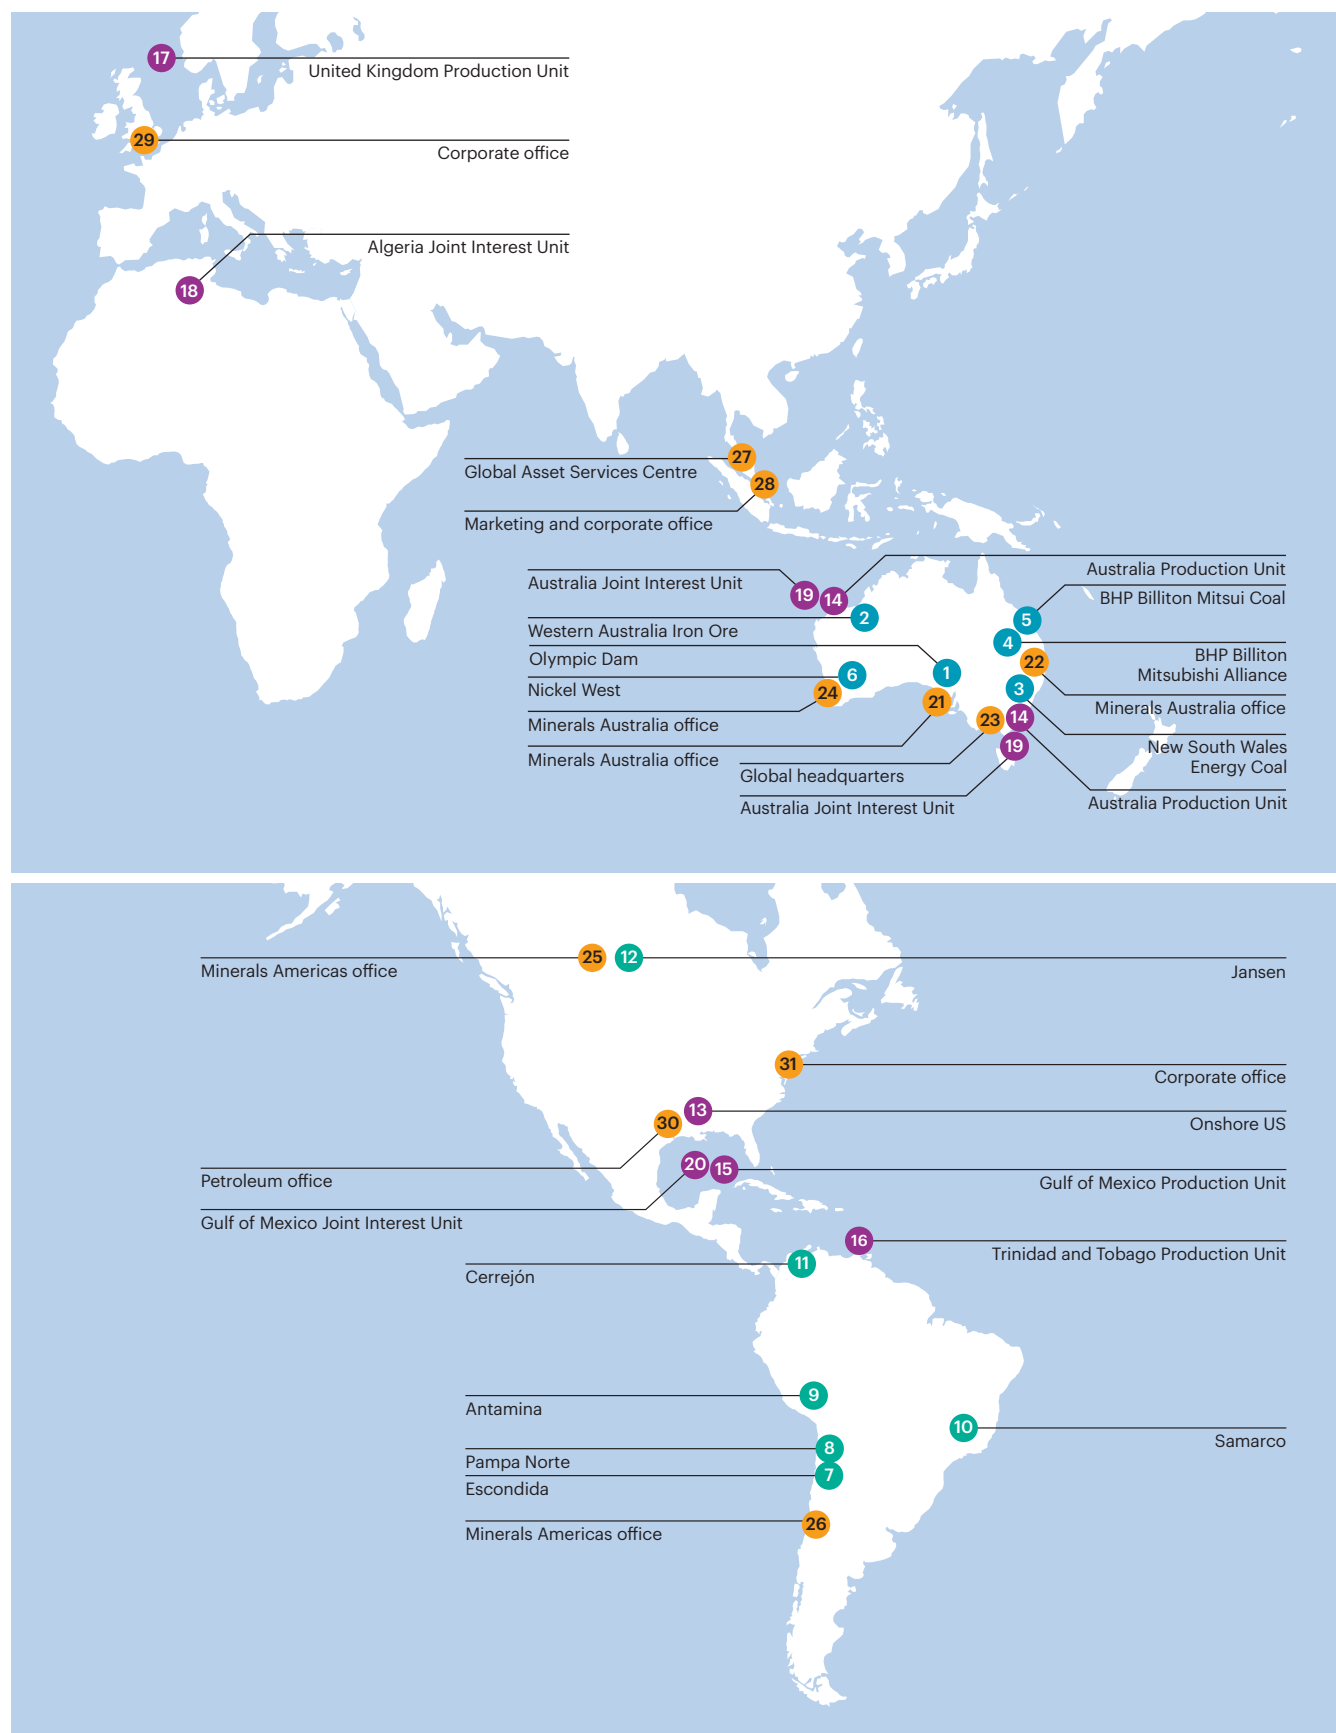 17
United Kingdom Production Unit
29
Corporate office
Algeria Joint Interest Unit
18
27
Global Asset Services Centre
28
Marketing and corporate office
Australia Production Unit
Australia Joint Interest Unit
19
14
BHP Billiton Mitsui Coal
5
2
Western Australia Iron Ore
4
BHP Billiton
Mitsubishi Alliance
Olympic Dam
22
1
6
Nickel West
24
3
21
Minerals Australia office
Minerals Australia office
23
14
19
New South Wales
Energy Coal
Minerals Australia office
Global headquarters
Australia Joint Interest Unit
Australia Production Unit
25
12
Minerals Americas office
Jansen
31
Corporate office
13
30
Onshore US
20
15
Petroleum office
Gulf of Mexico Production Unit
Gulf of Mexico Joint Interest Unit
16
Trinidad and Tobago Production Unit
11
Cerrejón
9
Antamina
10
Samarco
8
Pampa Norte
7
Escondida
26
Minerals Americas office